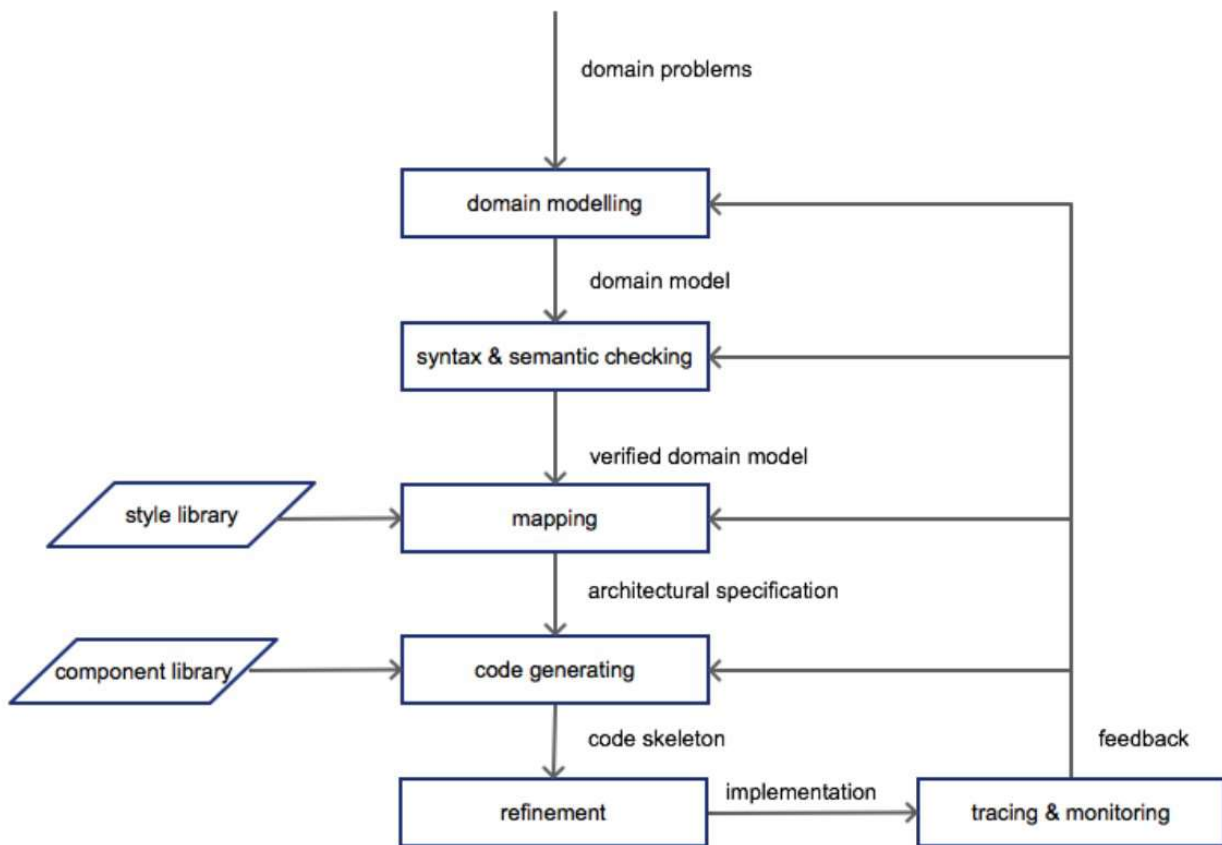 domain problems
domain modelling
domain model
syntax & semantic checking
verified domain model
style library
mapping
architectural specification
component library
code generating
code skeleton
feedback
refinement
implementation
tracing & monitoring